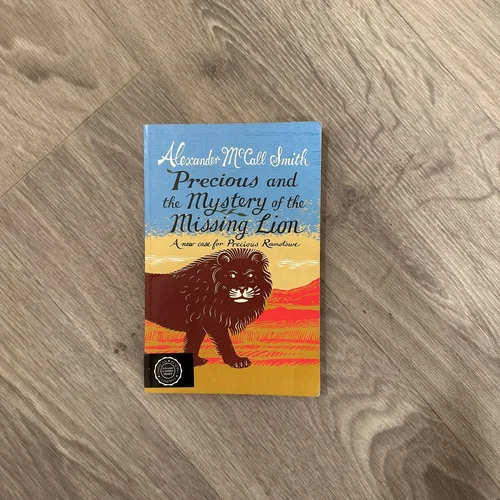 Alexander McCall Smith
Precious and
the Mystery of the
Missing Lion
A new case for Precious Ramotswe